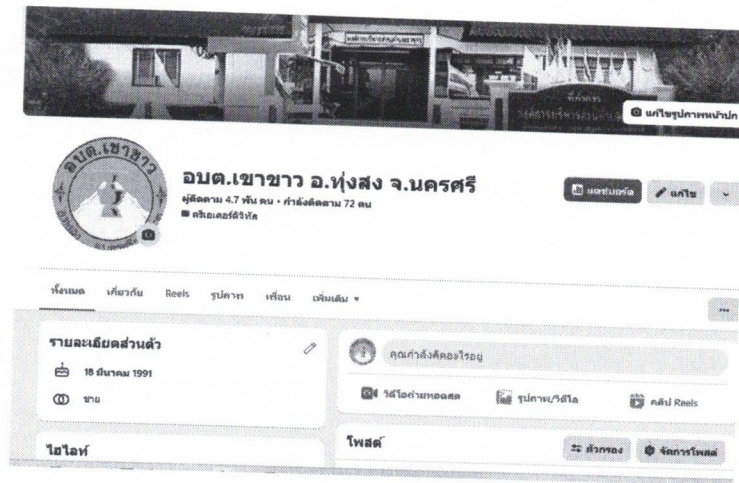 แก้ไขรูปภาพหน้าปก
อบต.เขาขาว
อบต.เขาขาว อ.ทุ่งสง จ.นครศรี
ผู้ติดตาม 4.7 พัน คน • กำลังติดตาม 72 คน
ครีเอเตอร์ดิจิทัล
แดชบอร์ด
แก้ไข
ทั้งหมด เกี่ยวกับ Reels รูปภาพ เพื่อน เพิ่มเติม
รายละเอียดส่วนตัว
18 มีนาคม 1991
ชาย
ไฮไลท์
คุณกำลังคิดอะไรอยู่
วิดีโอถ่ายทอดสด รูปภาพ/วิดีโอ คลิป Reels
โพสต์
ตัวกรอง จัดการโพสต์